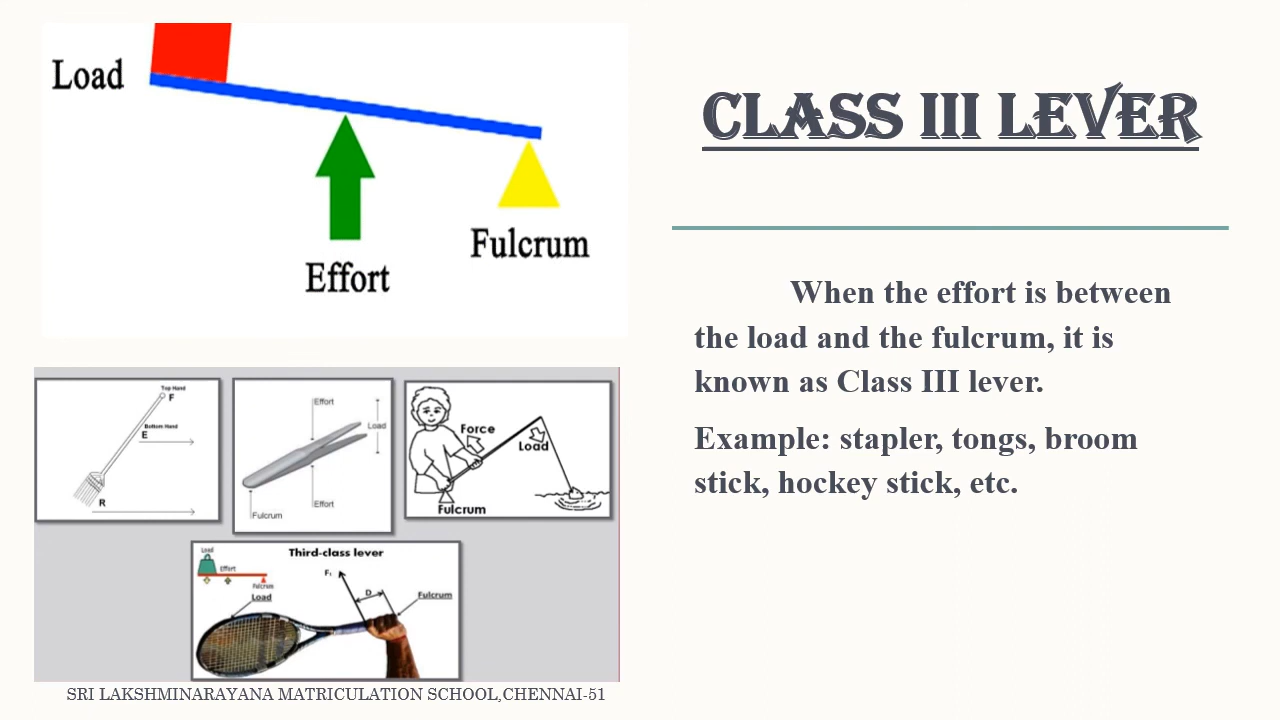 Load
Effort
Fulcrum
CLASS III LEVER
When the effort is between
the load and the fulcrum, it is
known as Class III lever.
Example: stapler, tongs, broom
stick, hockey stick, etc.
Top Hand
F
Bottom Hand
E
R
Effort
Load
Effort
Fulcrum
Force
Load
Fulcrum
Third-class lever
Load
Effort
Fulcrum
Load
D
Fulcrum
SRI LAKSHMINARAYANA MATRICULATION SCHOOL,CHENNAI-51